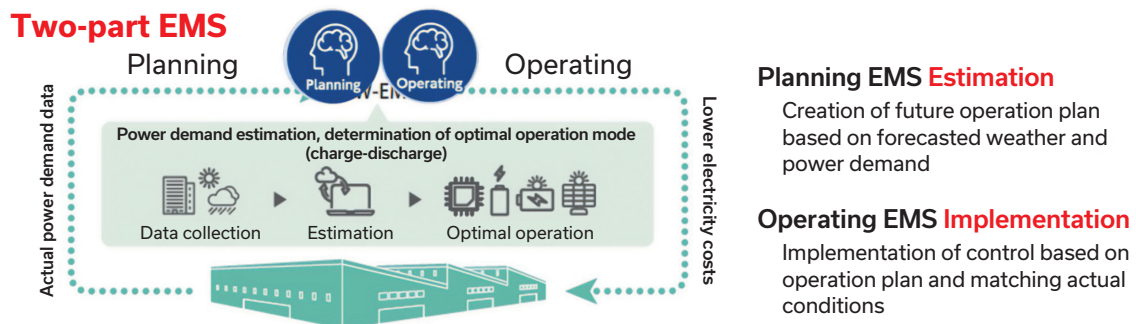 Two-part EMS
Planning
Operating
Planning
Operating
Actual power demand data
Lower electricity costs
Power demand estimation, determination of optimal operation mode
(charge-discharge)
Data collection
Estimation
Optimal operation
Planning EMS Estimation
Creation of future operation plan
based on forecasted weather and
power demand
Operating EMS Implementation
Implementation of control based on
operation plan and matching actual
conditions